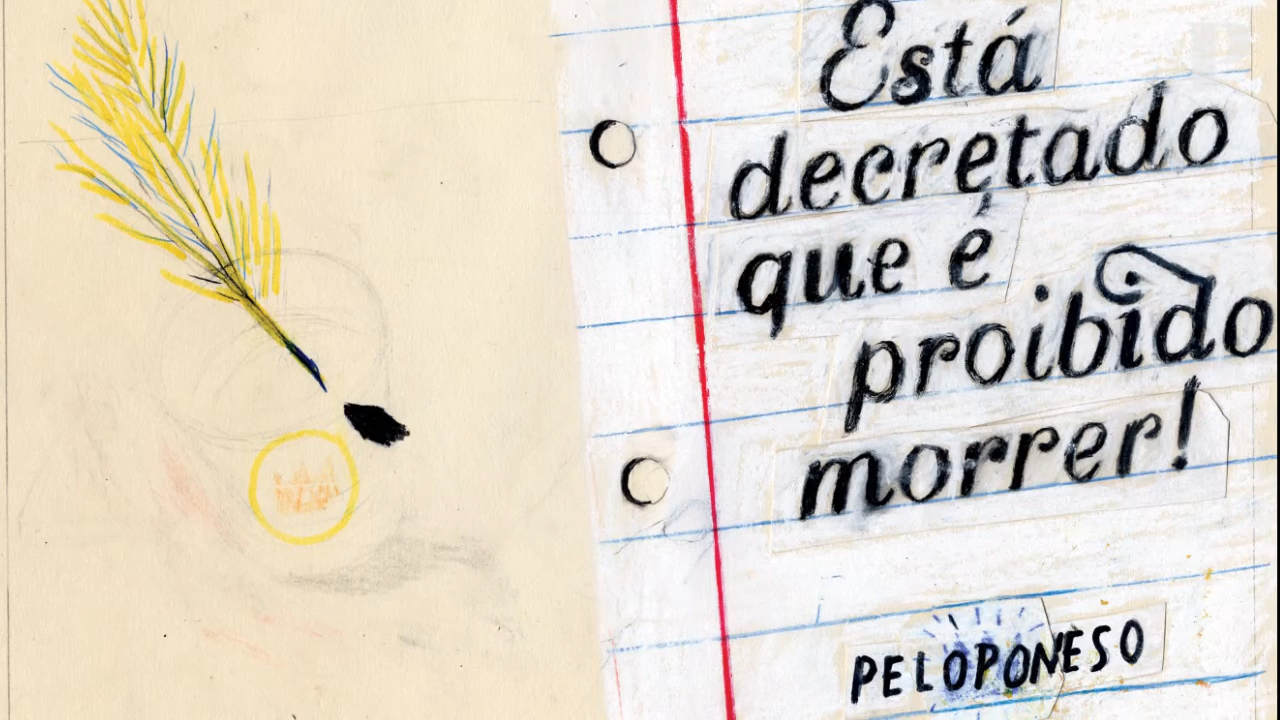 Está
decretado
que é
proibido
morrer!
PELOPONESO